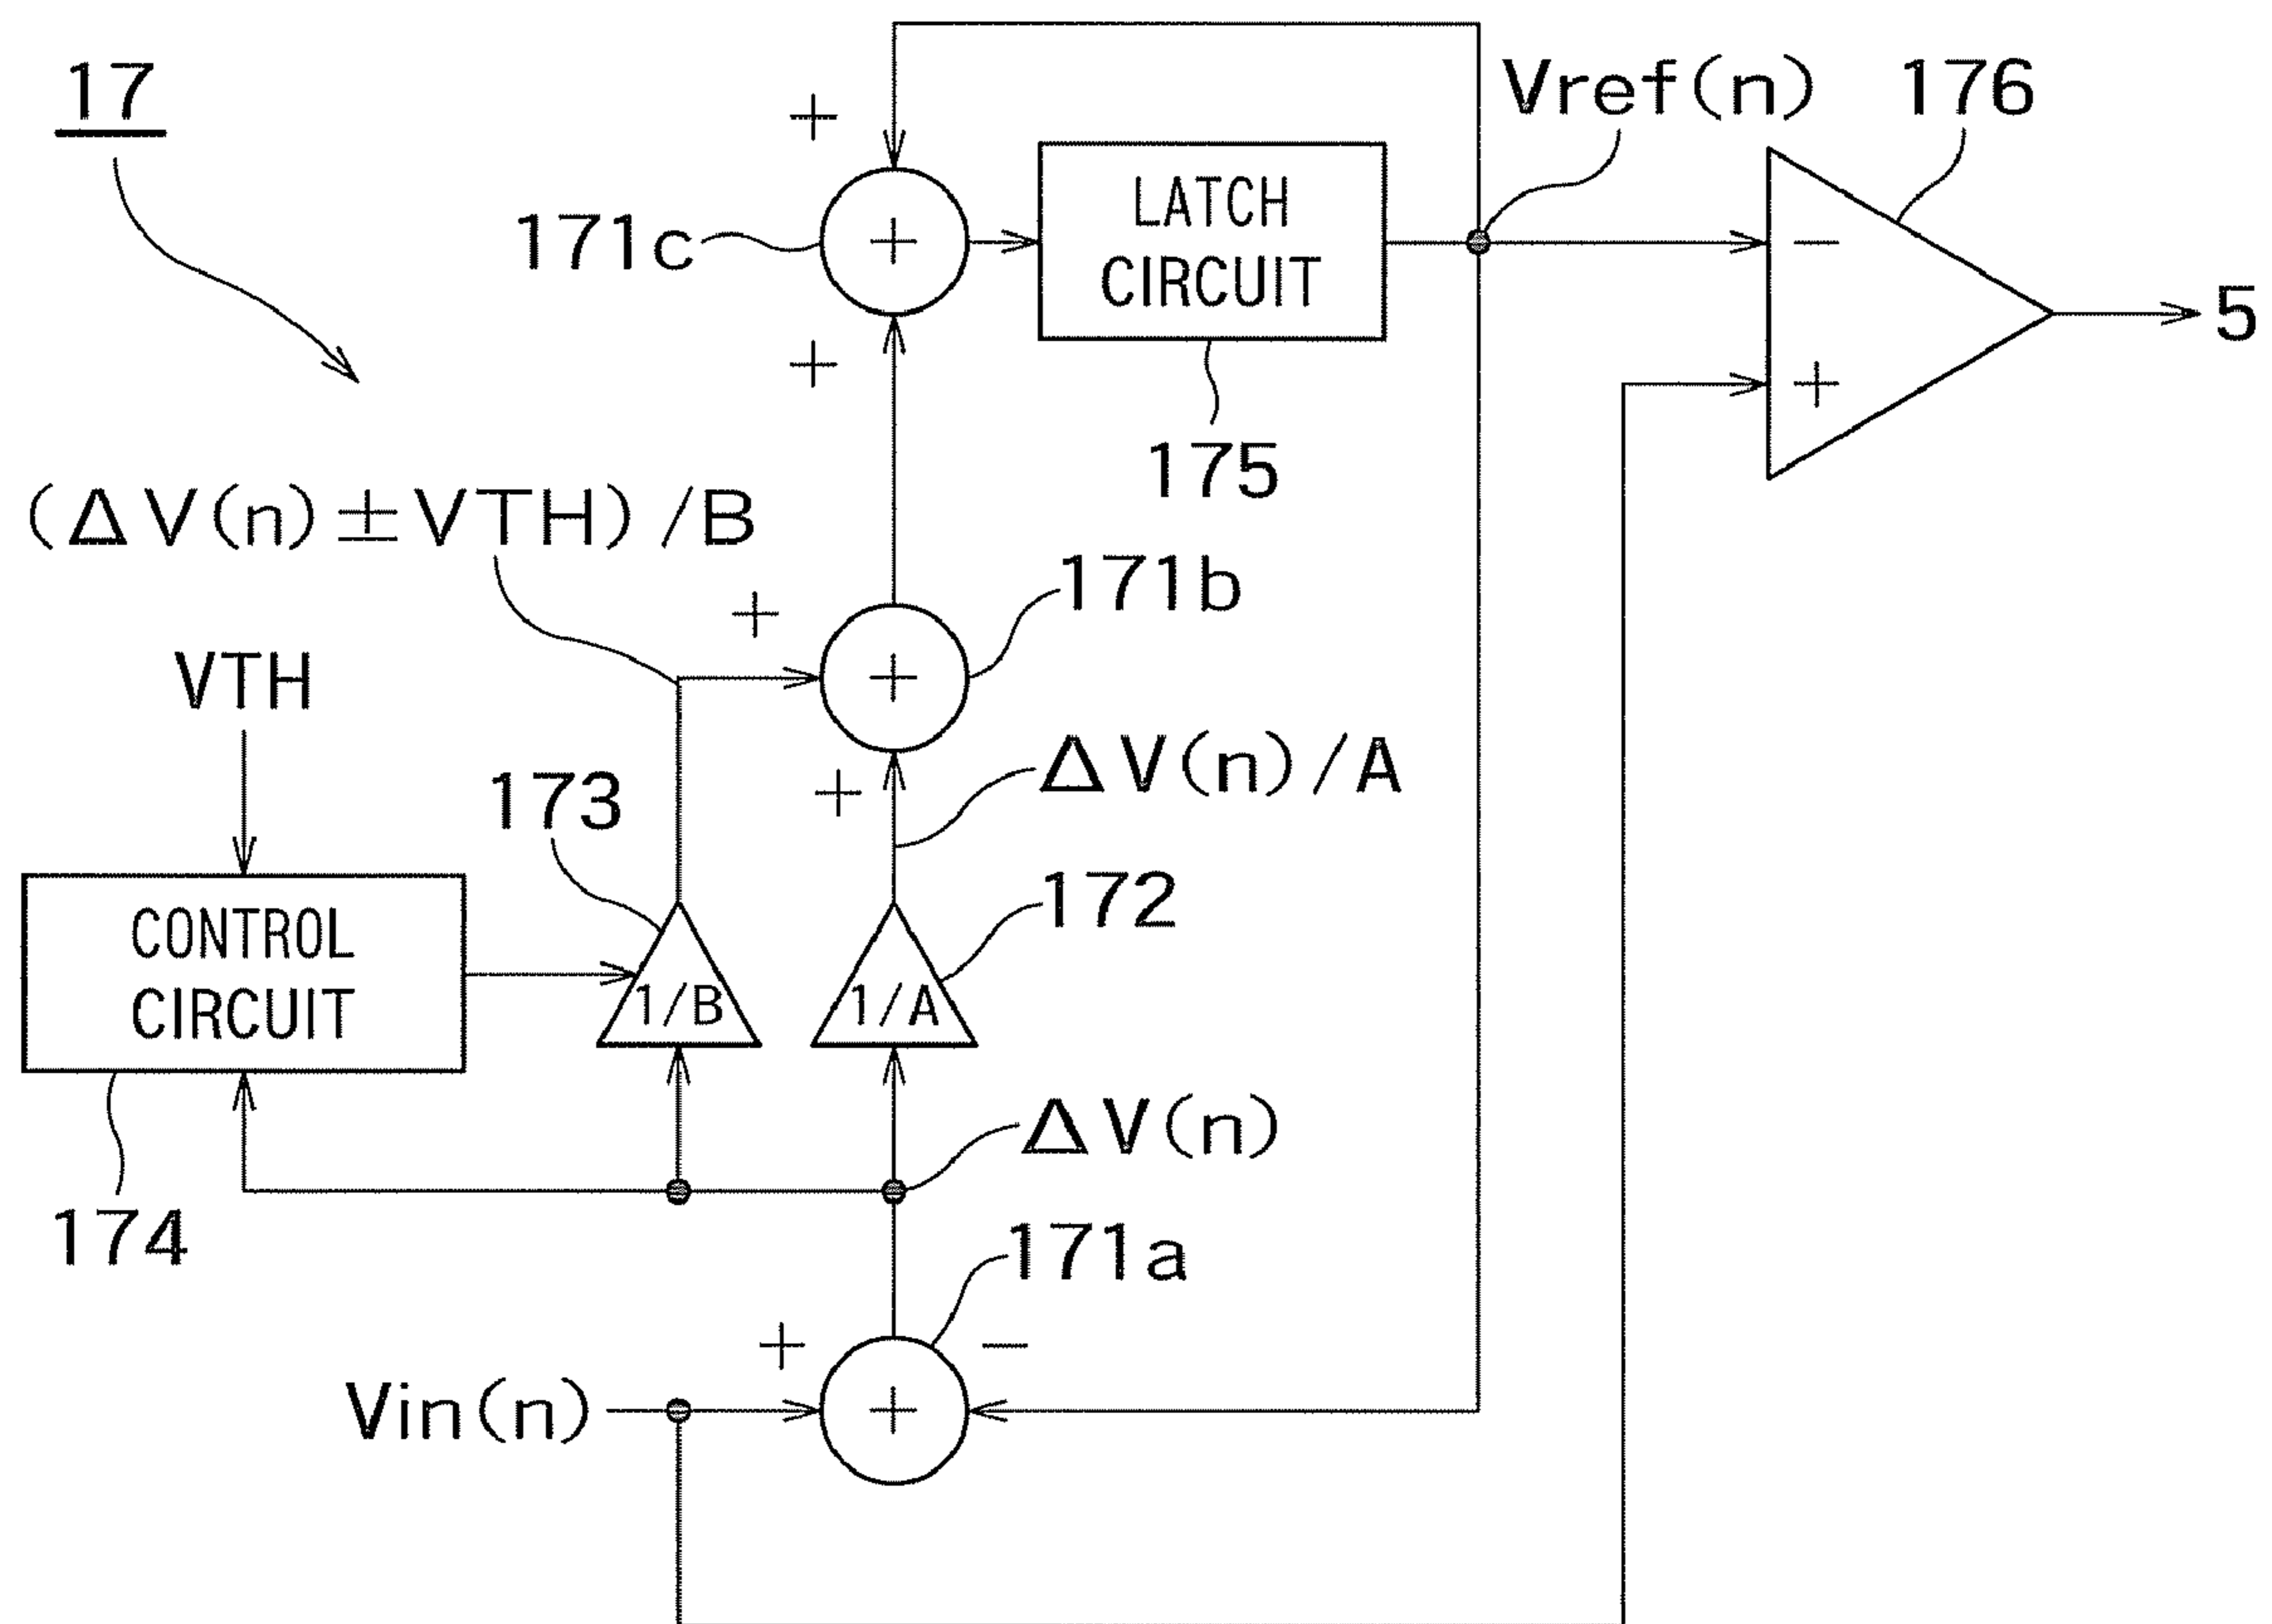 17
Vref(n)
176
+
171c
+
LATCH
CIRCUIT
−
5
+
+
175
(ΔV(n)±VTH)/B
171b
+
VTH
+
173
+
ΔV(n)/A
172
CONTROL
CIRCUIT
1/B
1/A
ΔV(n)
174
171a
+
−
Vin(n)
+